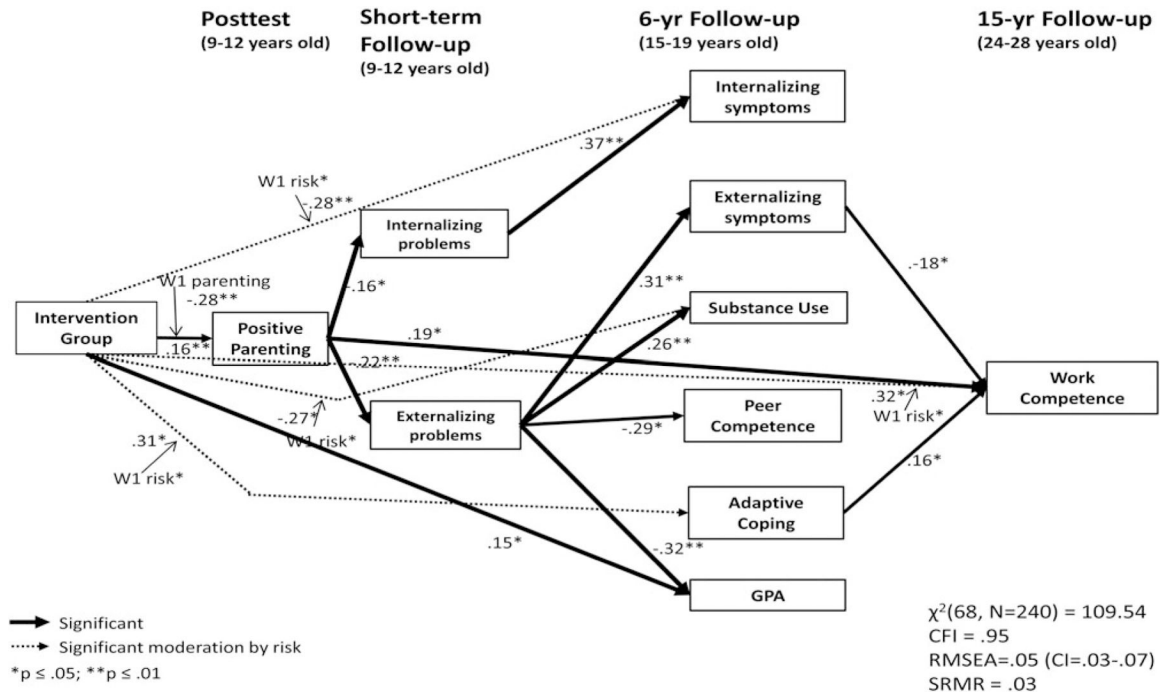 Posttest
(9-12 years old)
Short-term
Follow-up
(9-12 years old)
6-yr Follow-up
(15-19 years old)
15-yr Follow-up
(24-28 years old)
Internalizing
symptoms
.37**
W1 risk*
-.28**
Internalizing
problems
Externalizing
symptoms
W1 parenting
-.28**
-.16*
.31**
.-18*
Intervention
Group
.16**
Positive
Parenting
.19*
Substance Use
.22**
.26**
Work
Competence
.32*
W1 risk*
-.27*
W1 risk*
Externalizing
problems
-.29*
Peer
Competence
.31*
W1 risk*
.16*
Adaptive
Coping
.15*
-.32**
GPA
Significant
Significant moderation by risk
*p ≤ .05; **p ≤ .01
χ²(68, N=240) = 109.54
CFI = .95
RMSEA=.05 (CI=.03-.07)
SRMR = .03